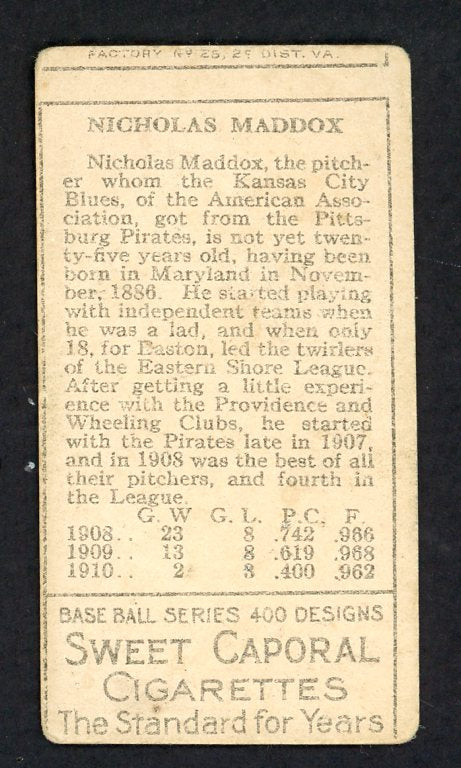 FACTORY Nº 25, 2º DIST. VA.
NICHOLAS MADDOX
Nicholas Maddox, the pitch-
er whom the Kansas City
Blues, of the American Asso-
ciation, got from the Pitts-
burg Pirates, is not yet twen-
ty-five years old, having been
born in Maryland in Novem-
ber, 1886. He started playing
with independent teams when
he was a lad, and when only
18, for Easton, led the twirlers
of the Eastern Shore League.
After getting a little experi-
ence with the Providence and
Wheeling Clubs, he started
with the Pirates late in 1907,
and in 1908 was the best of all
their pitchers, and fourth in
the League.
G. W G. L. P.C. F.
1908.. 23 8 .742 .966
1909.. 13 8 .619 .968
1910.. 2 3 .400 .962
BASE BALL SERIES 400 DESIGNS
SWEET CAPORAL
CIGARETTES
The Standard for Years